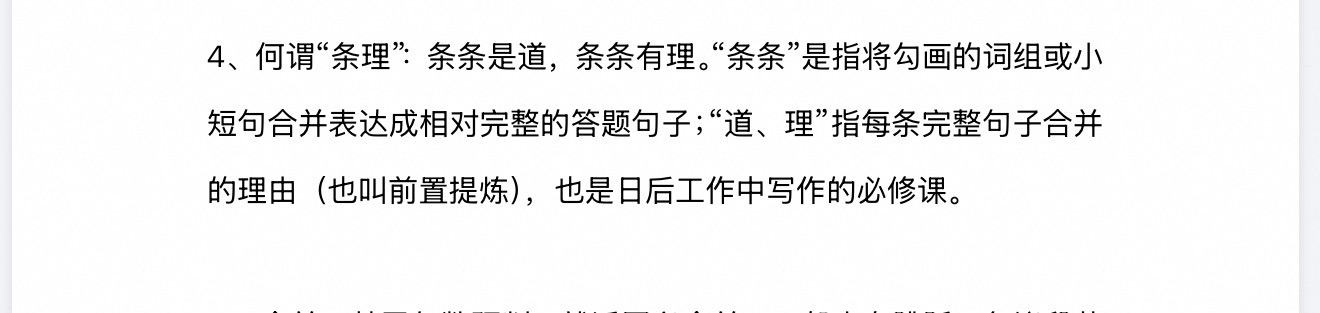 4、何谓“条理”：条条是道，条条有理。“条条”是指将勾画的词组或小
短句合并表达成相对完整的答题句子；“道、理”指每条完整句子合并
的理由（也叫前置提炼），也是日后工作中写作的必修课。